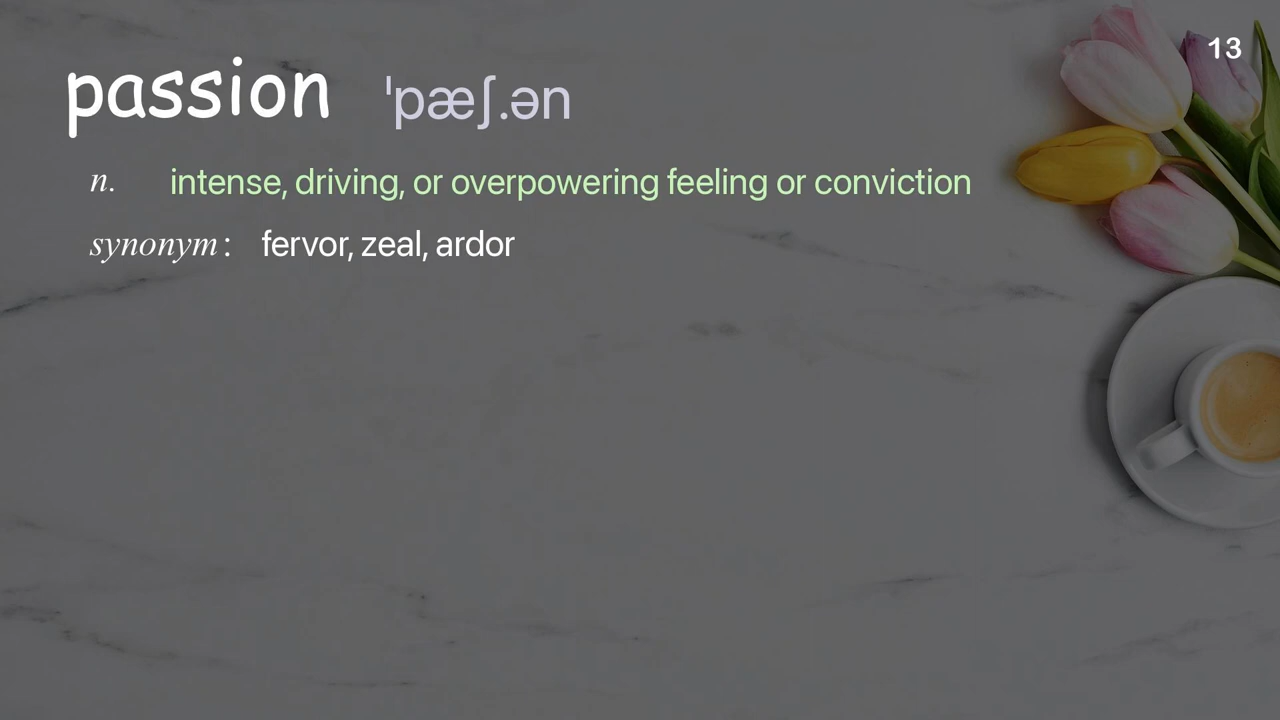 13
passion ˈpæʃ.ən
n. intense, driving, or overpowering feeling or conviction
synonym : fervor, zeal, ardor